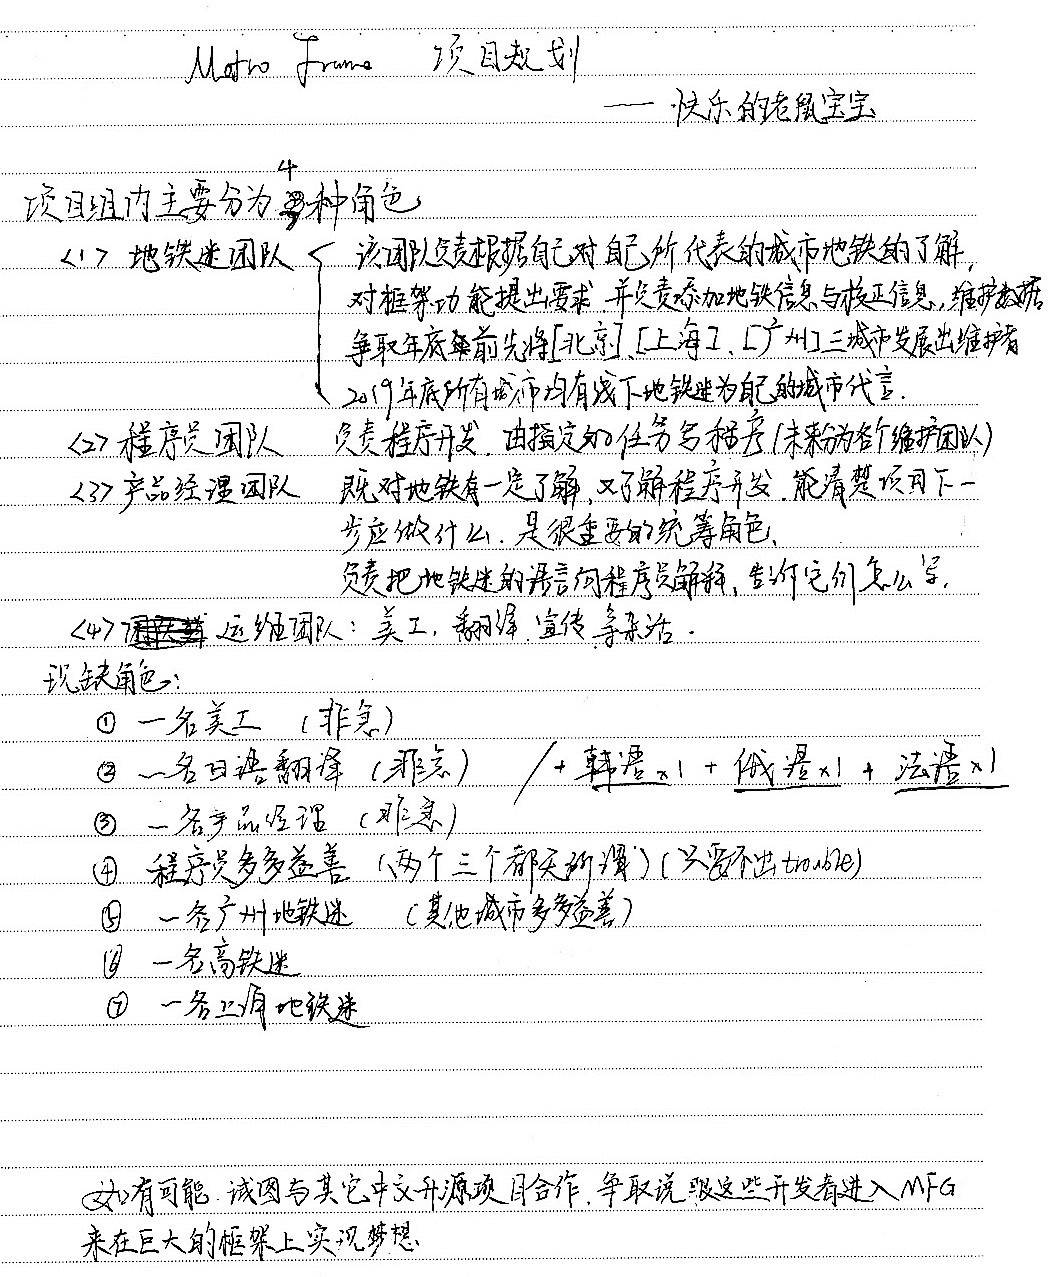 Metro Frame 项目规划
—— 快乐的老鼠宝宝
4
项目组内主要分为种角色
<1> 地铁迷团队 < 该团队负责根据自己对自己所代表的城市地铁的了解,
对框架功能提出要求.并负责添加地铁信息与校正信息,维护数据
争取年底前先将[北京]、[上海]、[广州]三城市发展出维护者
2019年底所有城市均有线下地铁迷为自己的城市代言.
<2> 程序员团队 负责程序开发.由指定的任务写程序(未来分为各个维护团队)
<3> 产品经理团队 既对地铁有一定了解,又了解程序开发.能清楚项目下一
步应做什么.是很重要的统筹角色、
负责把地铁迷的语言向程序员解释,告诉它们怎么写.
<4> 运维团队:美工,翻译.宣传.等杂活.
现缺角色:
① 一名美工 (非急)
② 一名日语翻译 (非急) / + 韩语×1 + 俄语×1 + 法语×1
③ 一名产品经理 (非急)
④ 程序员多多益善 (两个三个都无所谓)(只要不出trouble)
⑤ 一名广州地铁迷 (其他城市多多益善)
⑥ 一名高铁迷
⑦ 一名上海地铁迷
如有可能.试图与其它中文开源项目合作.争取说服这些开发者进入MFG
来在巨大的框架上实现梦想.